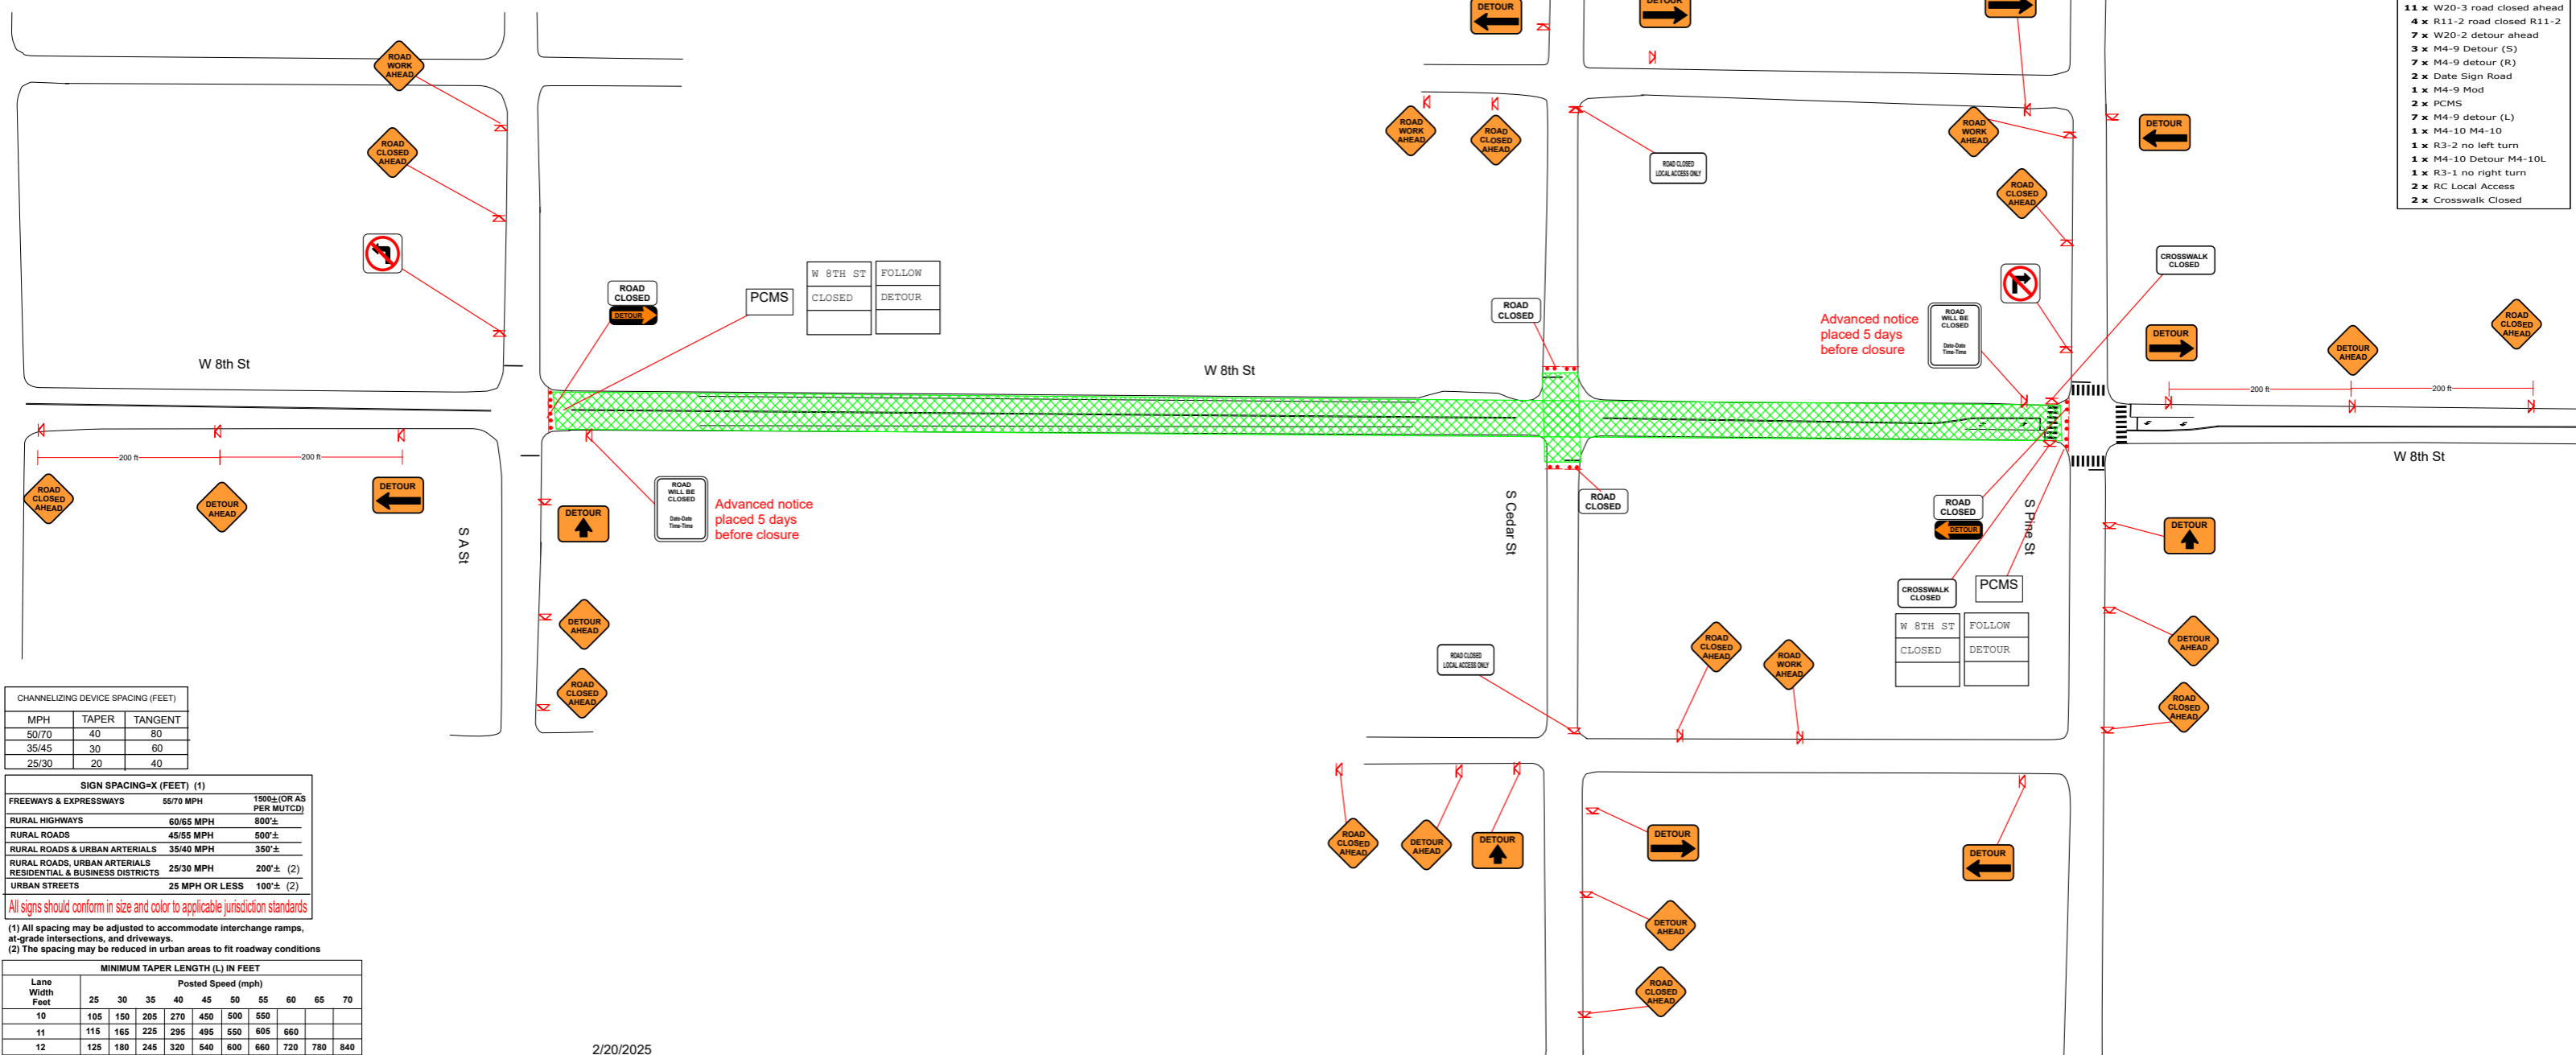 DETOUR
DETOUR
11 x W20-3 road closed ahead
4 x R11-2 road closed R11-2
7 x W20-2 detour ahead
3 x M4-9 Detour (S)
7 x M4-9 detour (R)
2 x Date Sign Road
1 x M4-9 Mod
2 x PCMS
7 x M4-9 detour (L)
1 x M4-10 M4-10
1 x R3-2 no left turn
1 x M4-10 Detour M4-10L
1 x R3-1 no right turn
2 x RC Local Access
2 x Crosswalk Closed
ROAD
WORK
AHEAD
ROAD
CLOSED
AHEAD
ROAD
WORK
AHEAD
ROAD
CLOSED
AHEAD
ROAD CLOSED
LOCAL ACCESS ONLY
ROAD
WORK
AHEAD
DETOUR
ROAD
CLOSED
AHEAD
CROSSWALK
CLOSED
ROAD
CLOSED
DETOUR
PCMS
W 8TH ST FOLLOW
CLOSED DETOUR
ROAD
CLOSED
Advanced notice
placed 5 days
before closure
ROAD
WILL BE
CLOSED
Date-Date
Time-Time
DETOUR
DETOUR
AHEAD
ROAD
CLOSED
AHEAD
200 ft
200 ft
W 8th St
W 8th St
W 8th St
200 ft
200 ft
ROAD
CLOSED
AHEAD
DETOUR
AHEAD
DETOUR
S A St
DETOUR
ROAD
WILL BE
CLOSED
Date-Date
Time-Time
Advanced notice
placed 5 days
before closure
DETOUR
AHEAD
ROAD
CLOSED
AHEAD
S Cedar St
ROAD
CLOSED
ROAD
CLOSED
DETOUR
S Pine St
DETOUR
CROSSWALK
CLOSED
PCMS
W 8TH ST FOLLOW
CLOSED DETOUR
DETOUR
AHEAD
ROAD
CLOSED
AHEAD
ROAD CLOSED
LOCAL ACCESS ONLY
ROAD
CLOSED
AHEAD
ROAD
WORK
AHEAD
ROAD
CLOSED
AHEAD
DETOUR
AHEAD
DETOUR
DETOUR
DETOUR
DETOUR
AHEAD
ROAD
CLOSED
AHEAD
CHANNELIZING DEVICE SPACING (FEET)
MPH TAPER TANGENT
50/70 40 80
35/45 30 60
25/30 20 40
SIGN SPACING=X (FEET) (1)
FREEWAYS & EXPRESSWAYS 55/70 MPH 1500±(OR AS
PER MUTCD)
RURAL HIGHWAYS 60/65 MPH 800'±
RURAL ROADS 45/55 MPH 500'±
RURAL ROADS & URBAN ARTERIALS 35/40 MPH 350'±
RURAL ROADS, URBAN ARTERIALS
RESIDENTIAL & BUSINESS DISTRICTS 25/30 MPH 200'± (2)
URBAN STREETS 25 MPH OR LESS 100'± (2)
All signs should conform in size and color to applicable jurisdiction standards
(1) All spacing may be adjusted to accommodate interchange ramps,
at-grade intersections, and driveways.
(2) The spacing may be reduced in urban areas to fit roadway conditions
MINIMUM TAPER LENGTH (L) IN FEET
Lane
Width
Feet
Posted Speed (mph)
25 30 35 40 45 50 55 60 65 70
10 105 150 205 270 450 500 550
11 115 165 225 295 495 550 605 660
12 125 180 245 320 540 600 660 720 780 840
2/20/2025